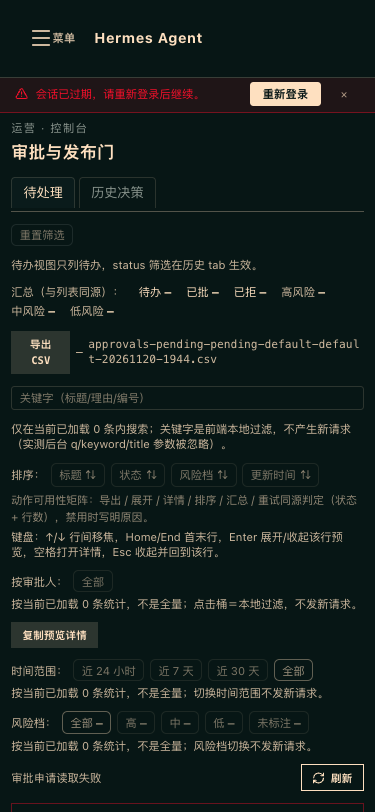 菜单 Hermes Agent
会话已过期，请重新登录后继续。 重新登录 ×
运营 · 控制台
审批与发布门
待处理 历史决策
重置筛选
待办视图只列待办，status 筛选在历史 tab 生效。
汇总（与列表同源）： 待办 — 已批 — 已拒 — 高风险 —
中风险 — 低风险 —
导出 CSV — approvals-pending-pending-default-defaul
t-20261120-1944.csv
关键字（标题/理由/编号）
仅在当前已加载 0 条内搜索；关键字是前端本地过滤，不产生新请求
（实测后台 q/keyword/title 参数被忽略）。
排序： 标题 ⇅ 状态 ⇅ 风险档 ⇅ 更新时间 ⇅
动作可用性矩阵：导出 / 展开 / 详情 / 排序 / 汇总 / 重试同源判定（状态
+ 行数），禁用时写明原因。
键盘：↑/↓ 行间移焦，Home/End 首末行，Enter 展开/收起该行预
览，空格打开详情，Esc 收起并回到该行。
按审批人： 全部
按当前已加载 0 条统计，不是全量；点击桶＝本地过滤，不发新请求。
复制预览详情
时间范围： 近 24 小时 近 7 天 近 30 天 全部
按当前已加载 0 条统计，不是全量；切换时间范围不发新请求。
风险档： 全部 — 高 — 中 — 低 — 未标注 —
按当前已加载 0 条统计，不是全量；风险档切换不发新请求。
审批申请读取失败 刷新